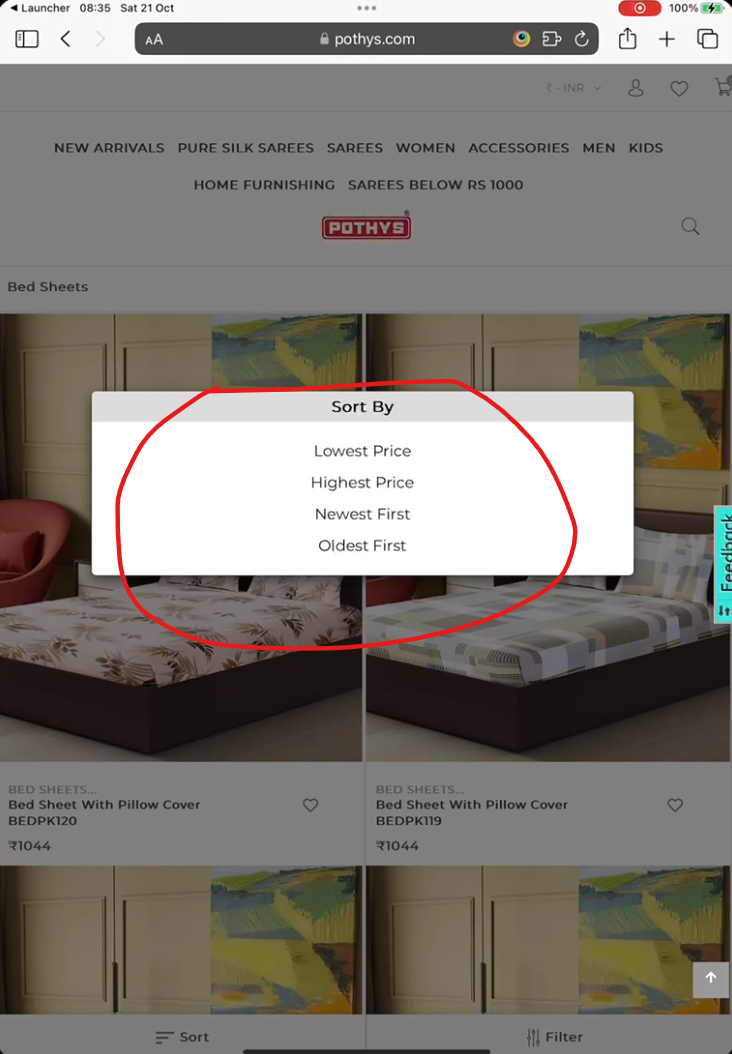 Launcher 08:35 Sat 21 Oct
100%
AA pothys.com
₹ - INR
NEW ARRIVALS PURE SILK SAREES SAREES WOMEN ACCESSORIES MEN KIDS
HOME FURNISHING SAREES BELOW RS 1000
POTHYS
Bed Sheets
Sort By
Lowest Price
Highest Price
Newest First
Oldest First
Feedback
BED SHEETS...
Bed Sheet With Pillow Cover
BEDPK120
₹1044
BED SHEETS...
Bed Sheet With Pillow Cover
BEDPK119
₹1044
Sort
Filter